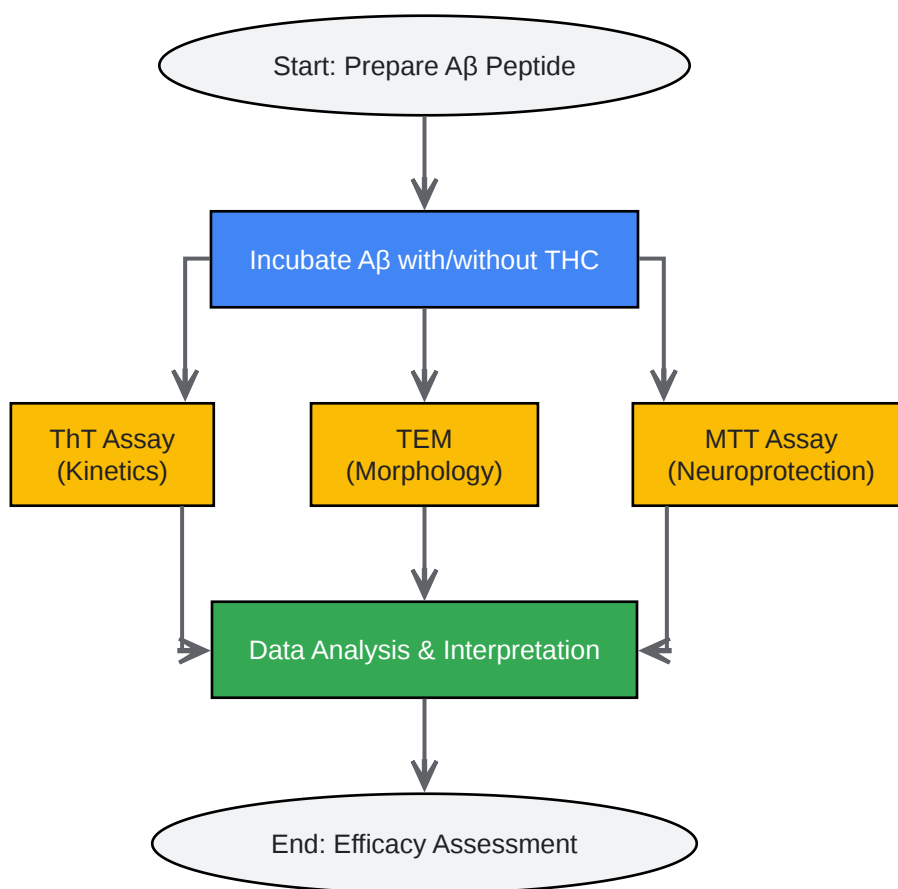 Start: Prepare Aβ Peptide
Incubate Aβ with/without THC
ThT Assay
(Kinetics)
TEM
(Morphology)
MTT Assay
(Neuroprotection)
Data Analysis & Interpretation
End: Efficacy Assessment